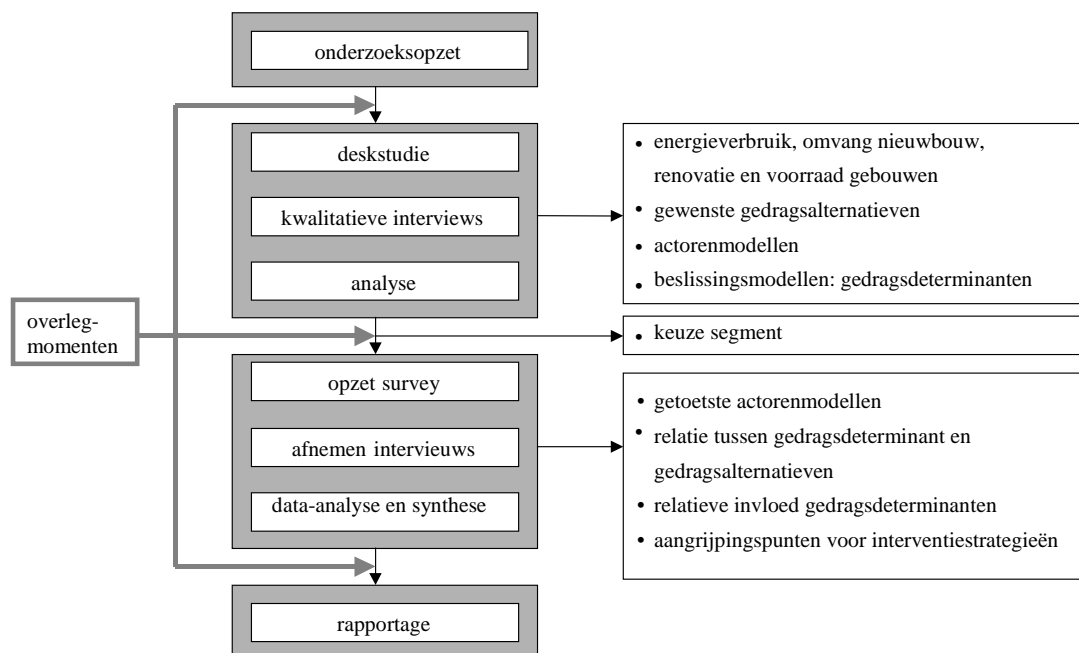 onderzoeksopzet
deskstudie
kwalitatieve interviews
analyse
• energieverbruik, omvang nieuwbouw,
renovatie en voorraad gebouwen
• gewenste gedragsalternatieven
• actorenmodellen
• beslissingsmodellen: gedragsdeterminanten
overleg-
momenten
• keuze segment
opzet survey
afnemen intervieuws
data-analyse en synthese
• getoetste actorenmodellen
• relatie tussen gedragsdeterminant en
gedragsalternatieven
• relatieve invloed gedragsdeterminanten
• aangrijpingspunten voor interventiestrategieën
rapportage